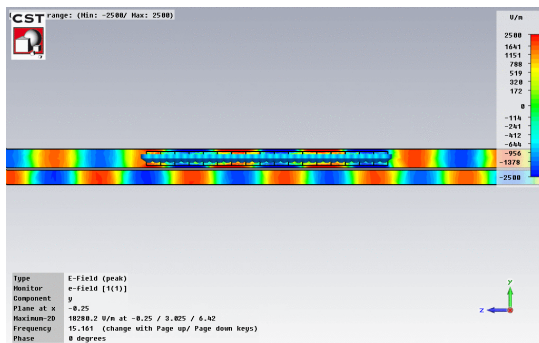 CST
range: (Min: -2500/ Max: 2500)
V/m
2500
1641
1151
788
519
320
172
0
-114
-241
-412
-644
-956
-1378
-2500
Type E-Field (peak)
Monitor e-field [1(1)]
Component y
Plane at x -0.25
Maximum-2D 18280.2 V/m at -0.25 / 3.025 / 6.42
Frequency 15.161 (change with Page up/ Page down keys)
Phase 0 degrees
y
z